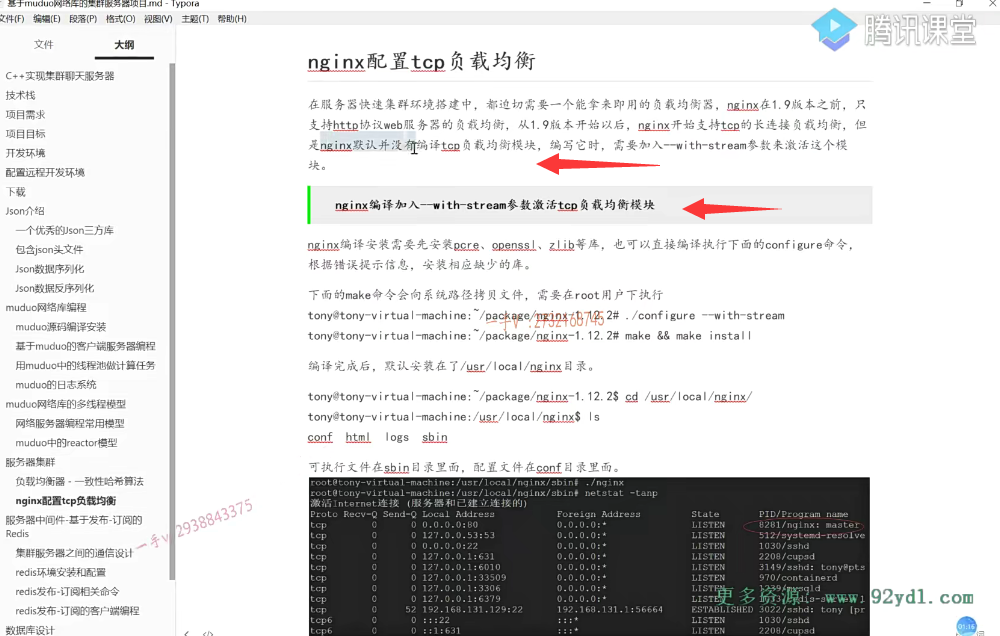 基于muduo网络库的集群服务器项目.md - Typora
文件(F) 编辑(E) 段落(P) 格式(O) 视图(V) 主题(T) 帮助(H)
文件 大纲
C++实现集群聊天服务器
技术栈
项目需求
项目目标
开发环境
配置远程开发环境
下载
Json介绍
一个优秀的Json三方库
包含json头文件
Json数据序列化
Json数据反序列化
muduo网络库编程
muduo源码编译安装
基于muduo的客户端服务器编程
用muduo中的线程池做计算任务
muduo的日志系统
muduo网络库的多线程模型
网络服务器编程常用模型
muduo中的reactor模型
服务器集群
负载均衡器 - 一致性哈希算法
nginx配置tcp负载均衡
服务器中间件-基于发布-订阅的
Redis
集群服务器之间的通信设计
redis环境安装和配置
redis发布-订阅相关命令
redis发布-订阅的客户端编程
数据库设计
腾讯课堂
nginx配置tcp负载均衡
在服务器快速集群环境搭建中，都迫切需要一个能拿来即用的负载均衡器，nginx在1.9版本之前，只
支持http协议web服务器的负载均衡，从1.9版本开始以后，nginx开始支持tcp的长连接负载均衡，但
是nginx默认并没有编译tcp负载均衡模块，编写它时，需要加入--with-stream参数来激活这个模
块。
nginx编译加入--with-stream参数激活tcp负载均衡模块
nginx编译安装需要先安装pcre、openssl、zlib等库，也可以直接编译执行下面的configure命令，
根据错误提示信息，安装相应缺少的库。
下面的make命令会向系统路径拷贝文件，需要在root用户下执行
tony@tony-virtual-machine:~/package/nginx-1.12.2# ./configure --with-stream
tony@tony-virtual-machine:~/package/nginx-1.12.2# make && make install
编译完成后，默认安装在了/usr/local/nginx目录。
tony@tony-virtual-machine:~/package/nginx-1.12.2$ cd /usr/local/nginx/
tony@tony-virtual-machine:/usr/local/nginx$ ls
conf html logs sbin
可执行文件在sbin目录里面，配置文件在conf目录里面。
root@tony-virtual-machine:/usr/local/nginx/sbin# ./nginx
root@tony-virtual-machine:/usr/local/nginx/sbin# netstat -tanp
激活Internet连接 (服务器和已建立连接的)
Proto Recv-Q Send-Q Local Address Foreign Address State PID/Program name
tcp 0 0 0.0.0.0:80 0.0.0.0:* LISTEN 8281/nginx: master
tcp 0 0 127.0.0.53:53 0.0.0.0:* LISTEN 512/systemd-resolve
tcp 0 0 0.0.0.0:22 0.0.0.0:* LISTEN 1030/sshd
tcp 0 0 127.0.0.1:631 0.0.0.0:* LISTEN 2208/cupsd
tcp 0 0 127.0.0.1:6010 0.0.0.0:* LISTEN 3149/sshd: tony@pts
tcp 0 0 127.0.0.1:33509 0.0.0.0:* LISTEN 970/containerd
tcp 0 0 127.0.0.1:3306 0.0.0.0:* LISTEN
tcp 0 0 127.0.0.1:6379 0.0.0.0:* LISTEN
tcp 0 52 192.168.131.129:22 192.168.131.1:56664 ESTABLISHED 3022/sshd: tony [pr
tcp6 0 0 :::22 :::* LISTEN 1030/sshd
tcp6 0 0 ::1:631 :::* LISTEN 2208/cupsd
一手v:2938843375
更多资源 www.92ydl.com
01:16